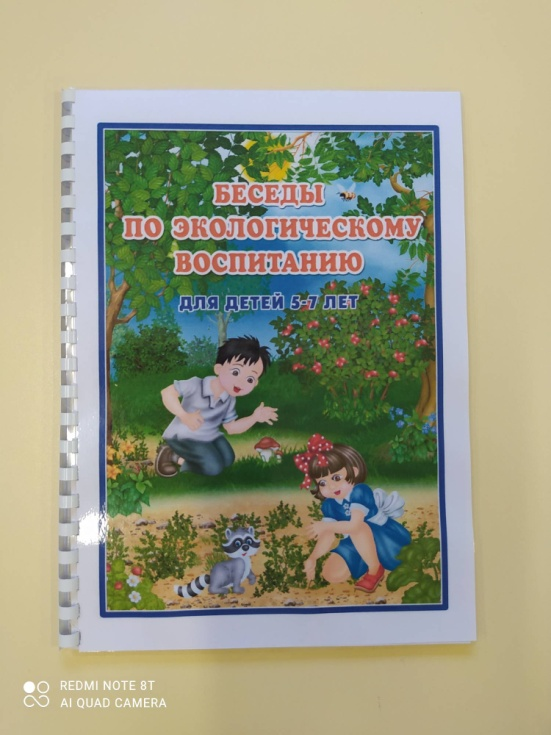 БЕСЕДЫ
ПО ЭКОЛОГИЧЕСКОМУ
ВОСПИТАНИЮ
ДЛЯ ДЕТЕЙ 5-7 ЛЕТ
REDMI NOTE 8T
AI QUAD CAMERA